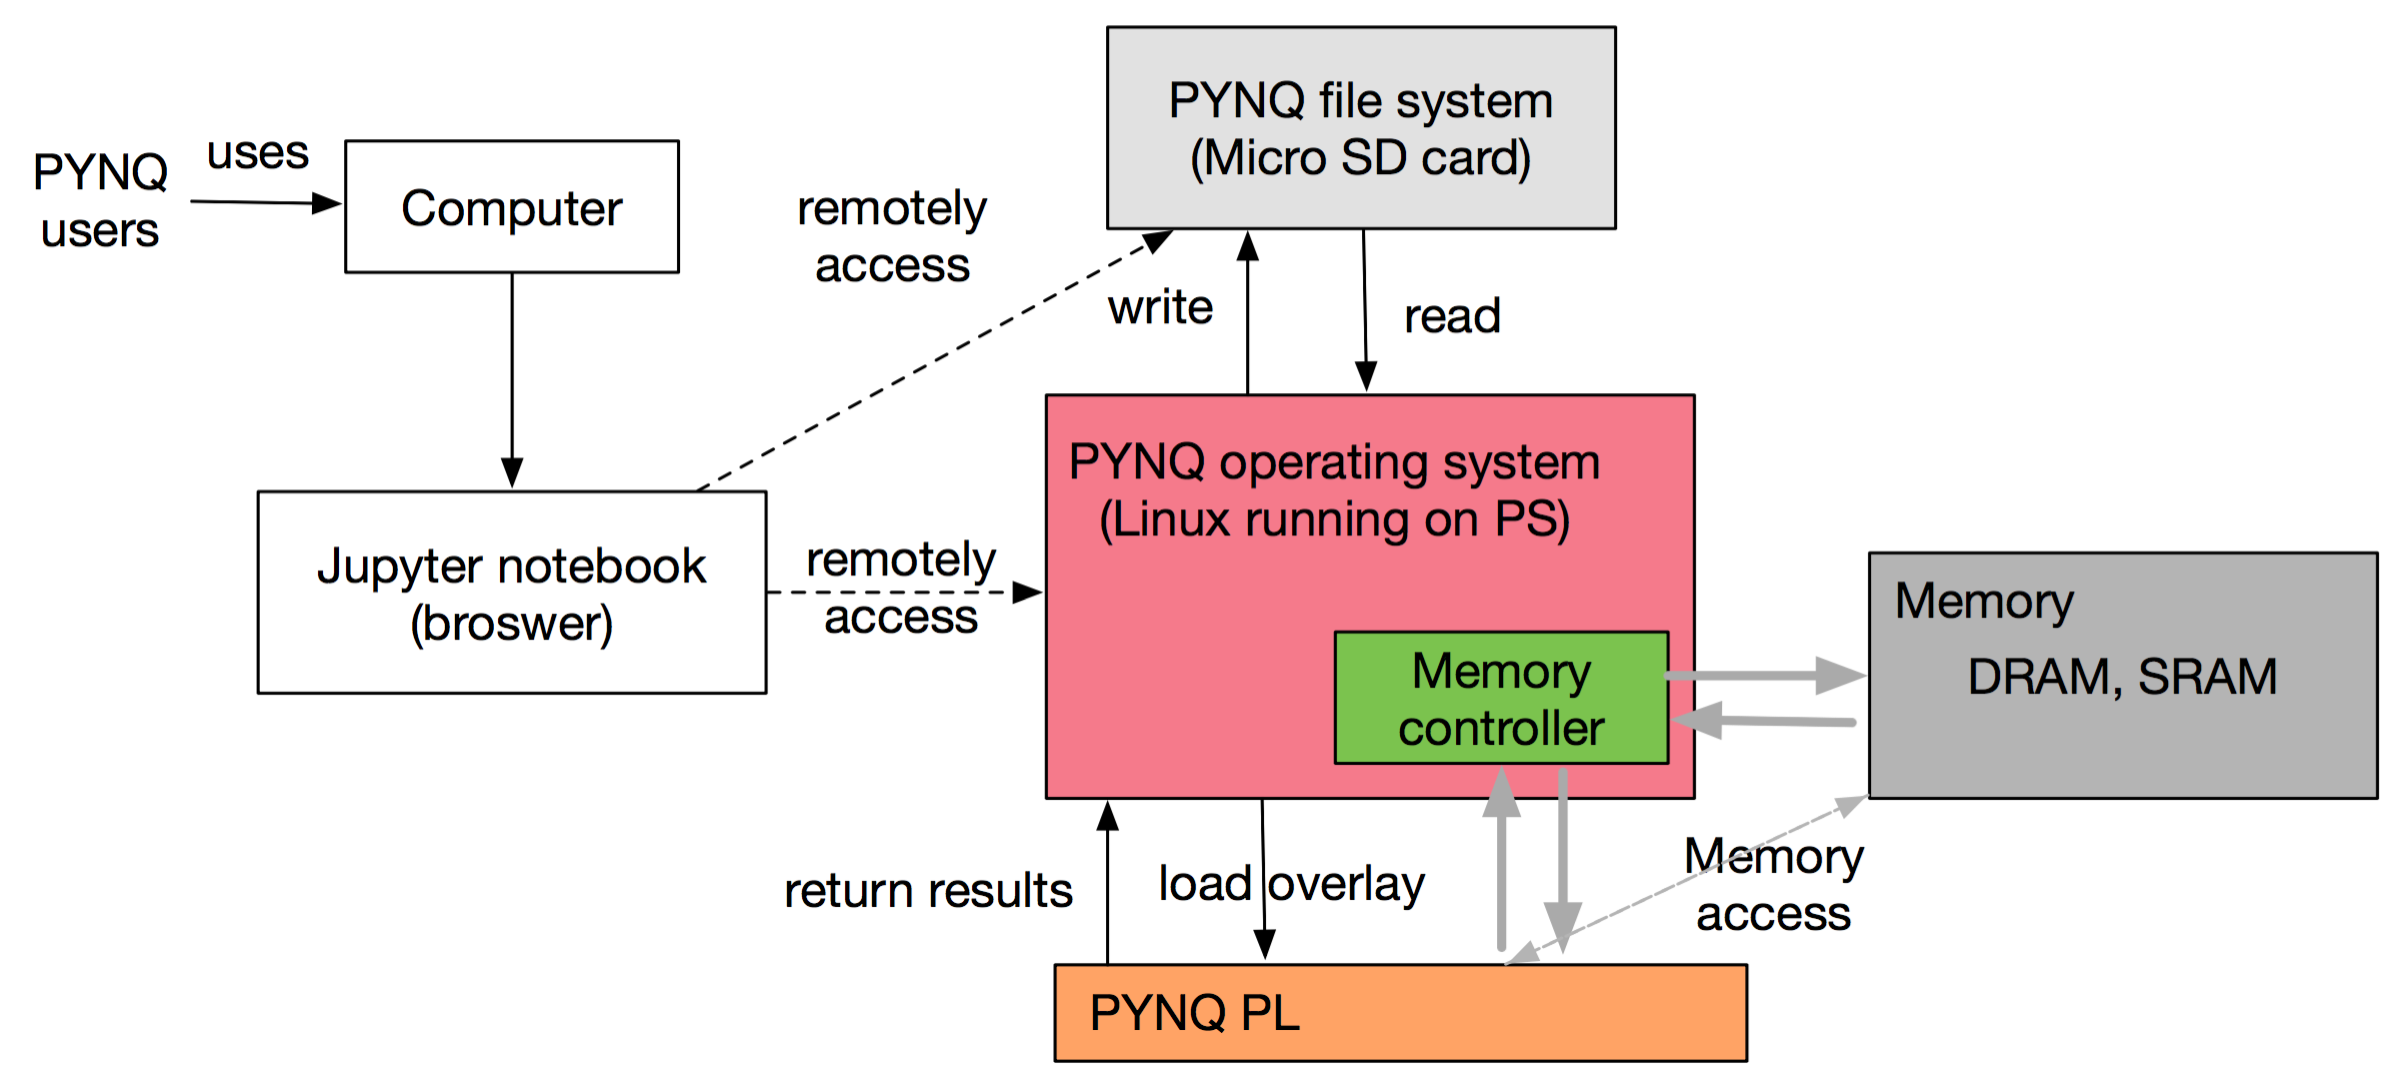 PYNQ
users
uses
Computer
remotely
access
PYNQ file system
(Micro SD card)
write
read
Jupyter notebook
(broswer)
remotely
access
PYNQ operating system
(Linux running on PS)
Memory
controller
Memory
DRAM, SRAM
return results
load overlay
Memory
access
PYNQ PL